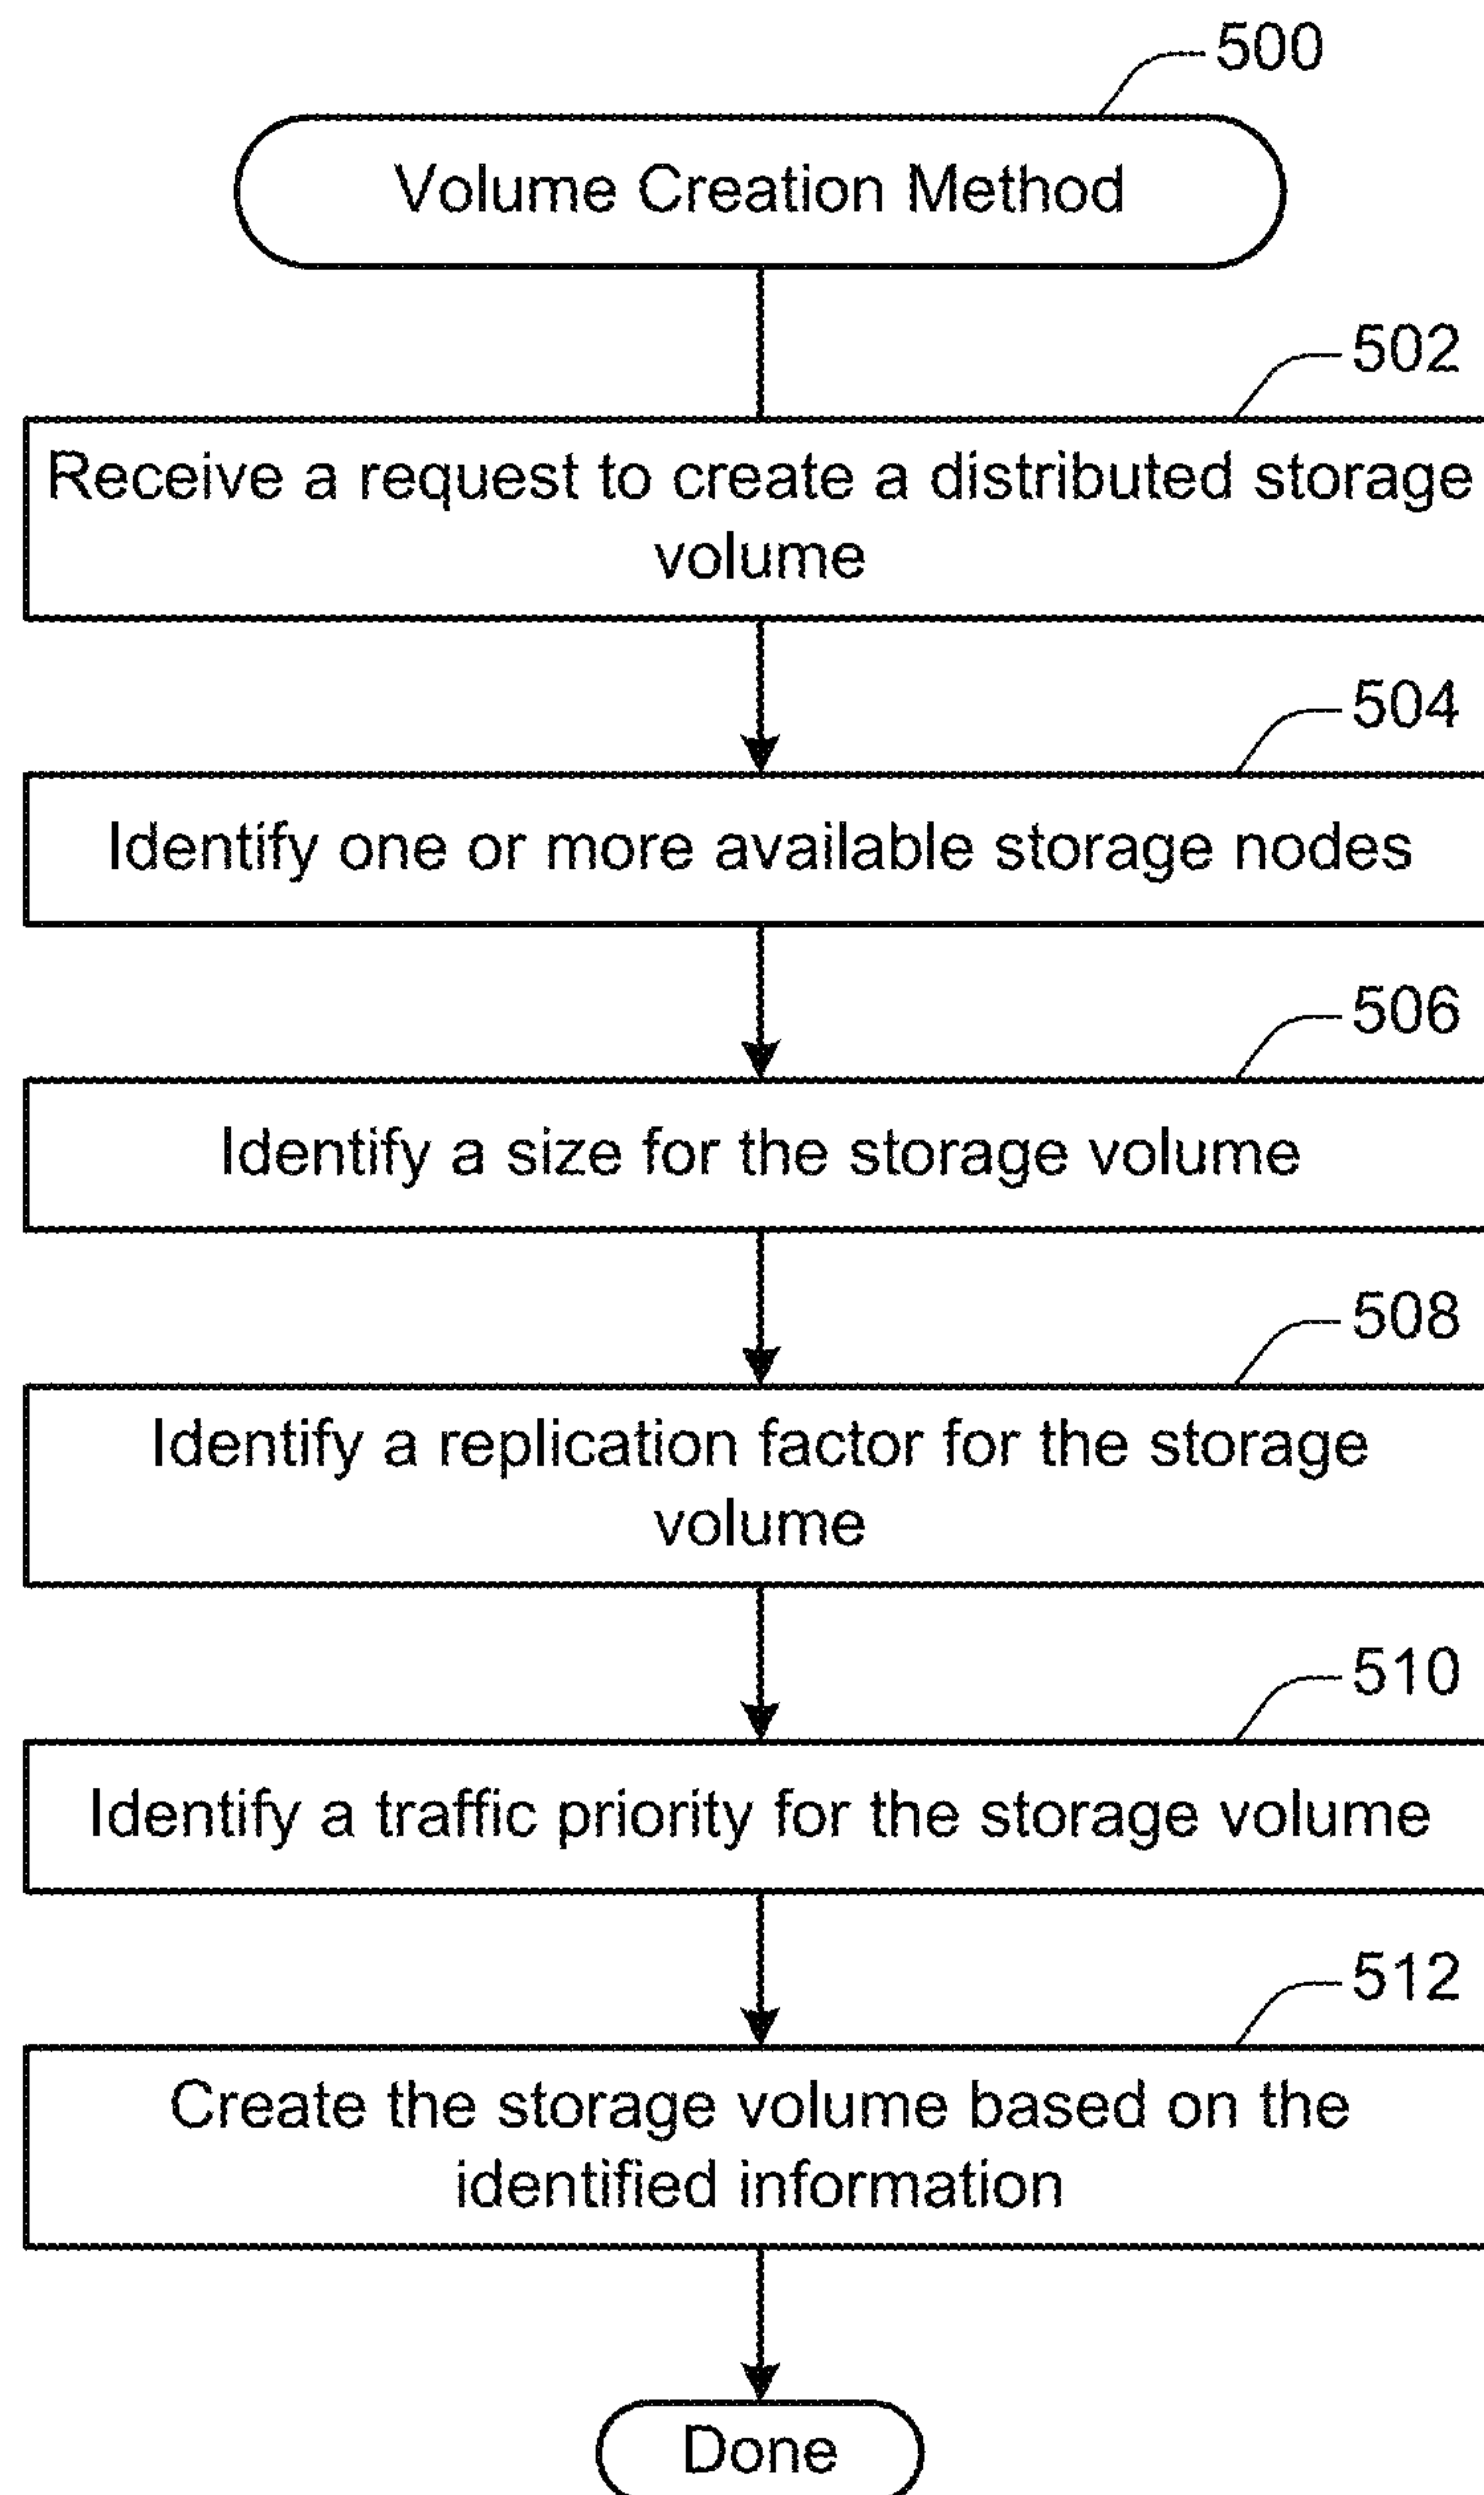 500
Volume Creation Method
502
Receive a request to create a distributed storage
volume
504
Identify one or more available storage nodes
506
Identify a size for the storage volume
508
Identify a replication factor for the storage
volume
510
Identify a traffic priority for the storage volume
512
Create the storage volume based on the
identified information
Done